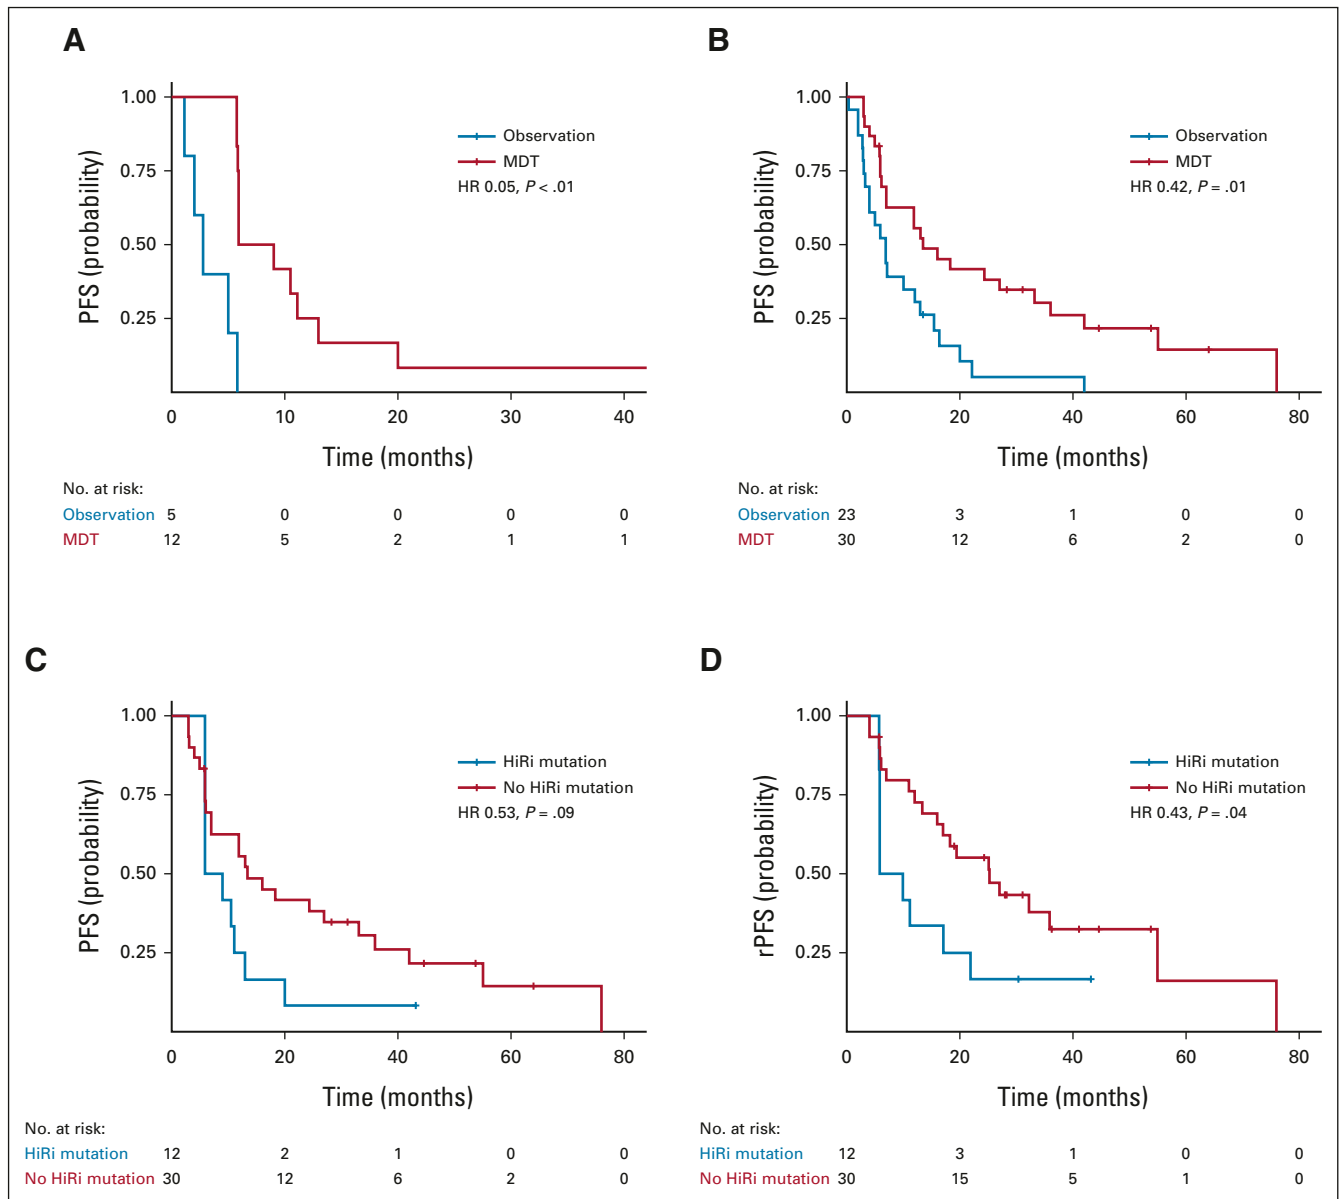 A
PFS (probability)
1.00
0.75
0.50
0.25
Observation
MDT
HR 0.05, P < .01
0 10 20 30 40
Time (months)
No. at risk:
Observation 5 0 0 0 0
MDT 12 5 2 1 1
B
PFS (probability)
1.00
0.75
0.50
0.25
Observation
MDT
HR 0.42, P = .01
0 20 40 60 80
Time (months)
No. at risk:
Observation 23 3 1 0 0
MDT 30 12 6 2 0
C
PFS (probability)
1.00
0.75
0.50
0.25
HiRi mutation
No HiRi mutation
HR 0.53, P = .09
0 20 40 60 80
Time (months)
No. at risk:
HiRi mutation 12 2 1 0 0
No HiRi mutation 30 12 6 2 0
D
rPFS (probability)
1.00
0.75
0.50
0.25
HiRi mutation
No HiRi mutation
HR 0.43, P = .04
0 20 40 60 80
Time (months)
No. at risk:
HiRi mutation 12 3 1 0 0
No HiRi mutation 30 15 5 1 0